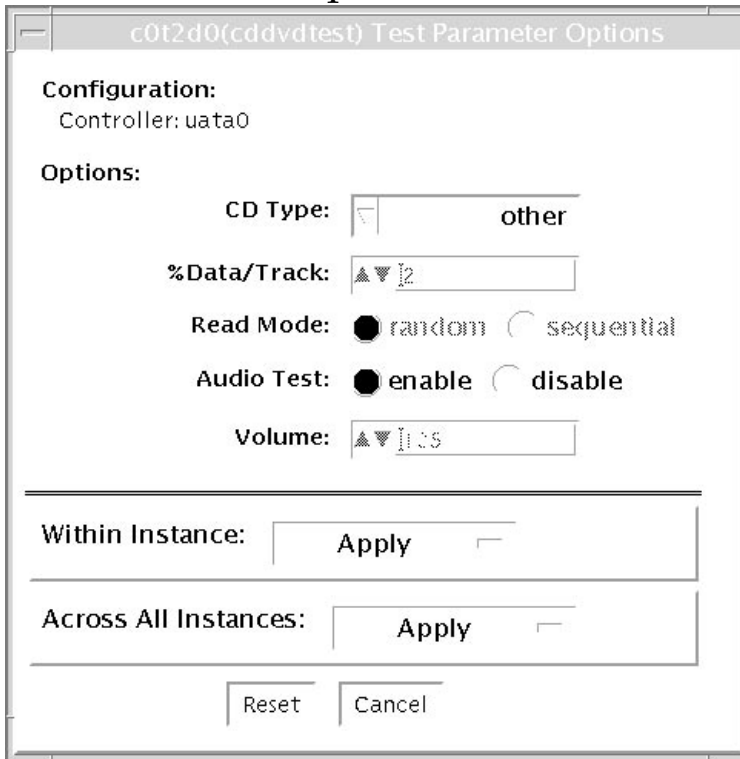 c0t2d0(cddvdtest) Test Parameter Options
Configuration:
Controller: uata0
Options:
CD Type: other
%Data/Track: 2
Read Mode: random sequential
Audio Test: enable disable
Volume:
Within Instance: Apply
Across All Instances: Apply
Reset Cancel